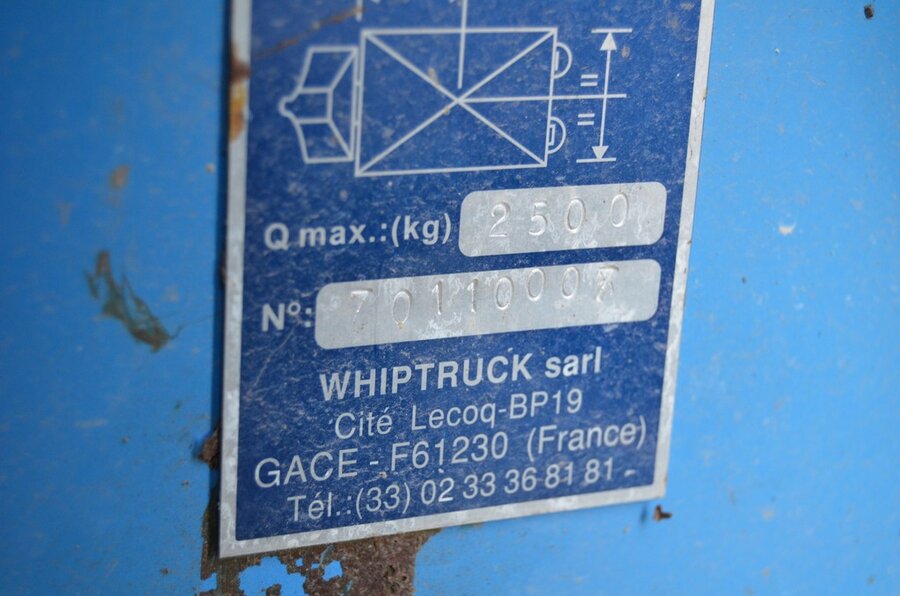 Q max.:(kg) 2500
N°: 70110007
WHIPTRUCK sarl
Cité Lecoq-BP19
GACE - F61230 (France)
Tél.:(33) 02 33 36 81 81 -